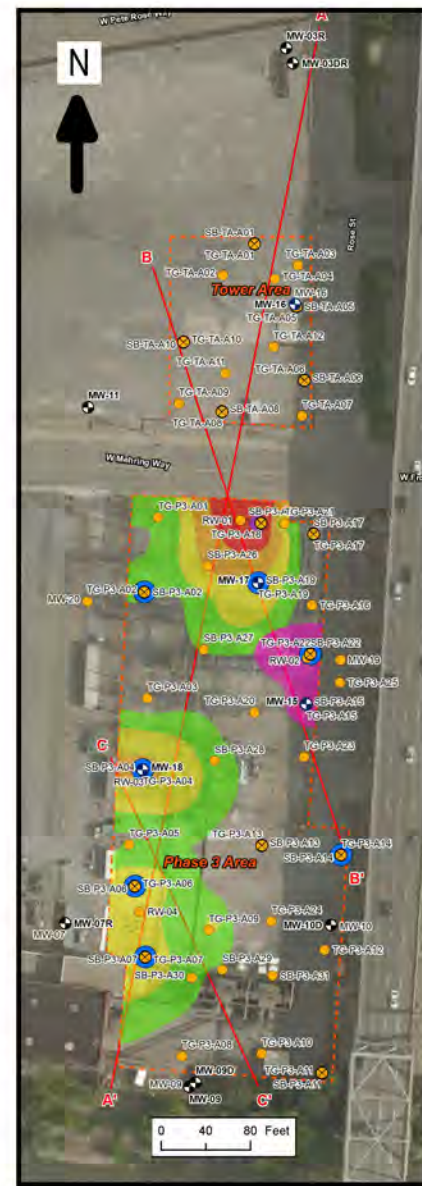 W Pete Rose Way
A
MW-03R
MW-03DR
N
Rose St
SB-TA-A01
TG-TA-A01
TG-TA-A03
B
TG-TA-A02
TG-TA-A04
Tower Area
MW-16
MW-16
SB-TA-A05
TG-TA-A05
SB-TA-A10
TG-TA-A10
TG-TA-A12
TG-TA-A11
TG-TA-A06
SB-TA-A06
MW-11
TG-TA-A09
SB-TA-A08
TG-TA-A08
TG-TA-A07
W Mehring Way
W Fr
TG-P3-A01
RW-01
SB-P3-A
TG-P3-A21
SB-P3-A17
TG-P3-A18
TG-P3-A17
SB-P3-A26
MW-17
SB-P3-A19
TG-P3-A02
SB-P3-A02
TG-P3-A19
MW-20
TG-P3-A16
SB-P3-A27
TG-P3-A22
SB-P3-A22
RW-02
MW-19
TG-P3-A25
TG-P3-A03
MW-15
SB-P3-A15
TG-P3-A20
TG-P3-A15
C
SB-P3-A04
MW-18
SB-P3-A28
TG-P3-A23
RW-03
TG-P3-A04
TG-P3-A05
TG-P3-A13
SB-P3-A13
TG-P3-A14
SB-P3-A14
Phase 3 Area
B'
SB-P3-A06
TG-P3-A06
RW-04
MW-07R
MW-07
TG-P3-A09
TG-P3-A24
MW-10D
MW-10
TG-P3-A12
SB-P3-A07
TG-P3-A07
SB-P3-A30
SB-P3-A29
SB-P3-A31
TG-P3-A08
TG-P3-A10
TG-P3-A11
SB-P3-A11
A'
MW-09D
MW-09
MW-09
C'
Feet
0 40 80